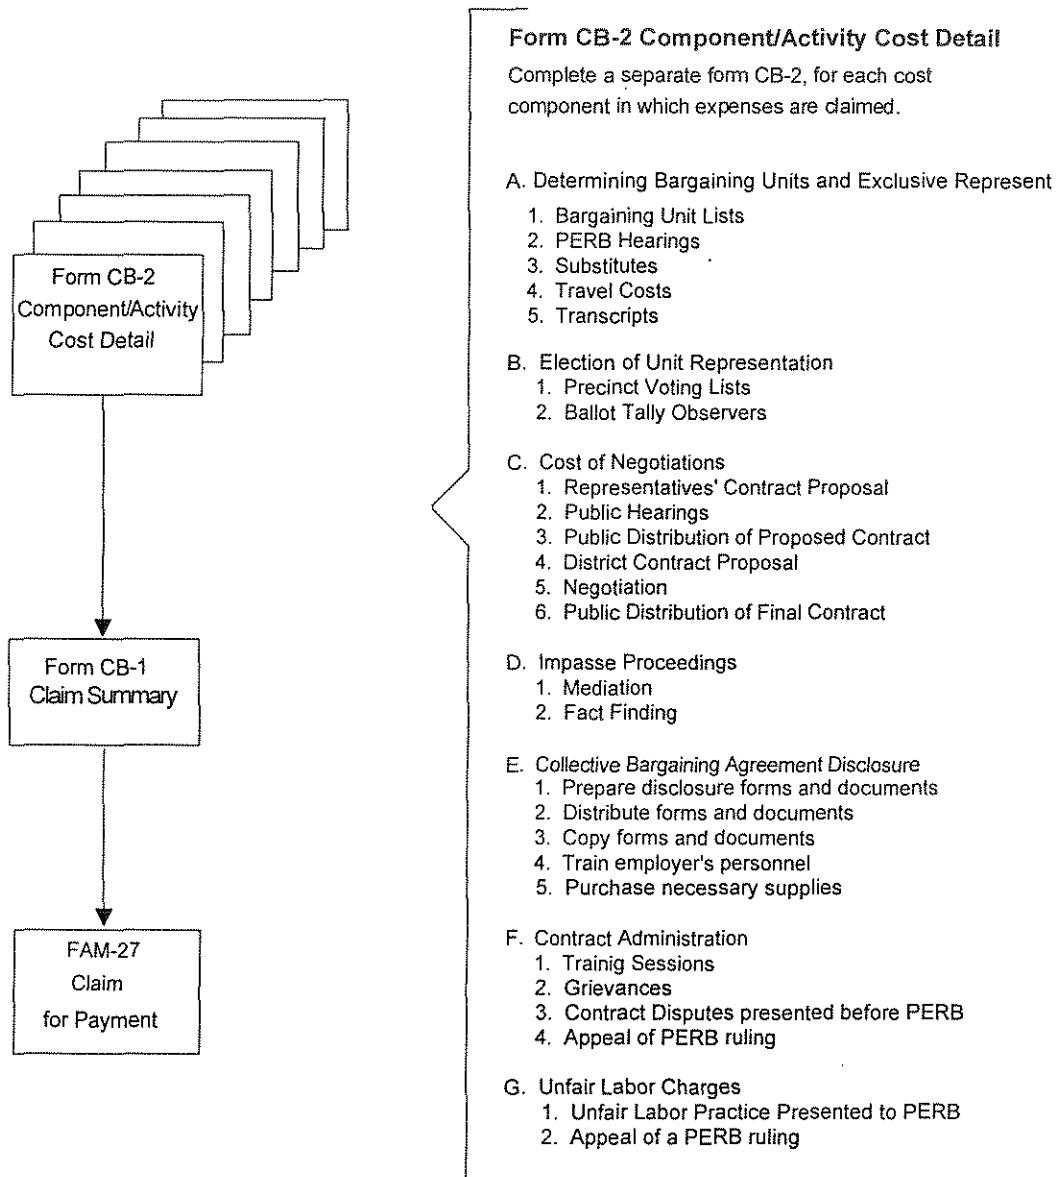 Form CB-2
Component/Activity
Cost Detail
Form CB-1
Claim Summary
FAM-27
Claim
for Payment
Form CB-2 Component/Activity Cost Detail
Complete a separate form CB-2, for each cost
component in which expenses are claimed.
A. Determining Bargaining Units and Exclusive Represent
1. Bargaining Unit Lists
2. PERB Hearings
3. Substitutes
4. Travel Costs
5. Transcripts
B. Election of Unit Representation
1. Precinct Voting Lists
2. Ballot Tally Observers
C. Cost of Negotiations
1. Representatives' Contract Proposal
2. Public Hearings
3. Public Distribution of Proposed Contract
4. District Contract Proposal
5. Negotiation
6. Public Distribution of Final Contract
D. Impasse Proceedings
1. Mediation
2. Fact Finding
E. Collective Bargaining Agreement Disclosure
1. Prepare disclosure forms and documents
2. Distribute forms and documents
3. Copy forms and documents
4. Train employer's personnel
5. Purchase necessary supplies
F. Contract Administration
1. Trainig Sessions
2. Grievances
3. Contract Disputes presented before PERB
4. Appeal of PERB ruling
G. Unfair Labor Charges
1. Unfair Labor Practice Presented to PERB
2. Appeal of a PERB ruling